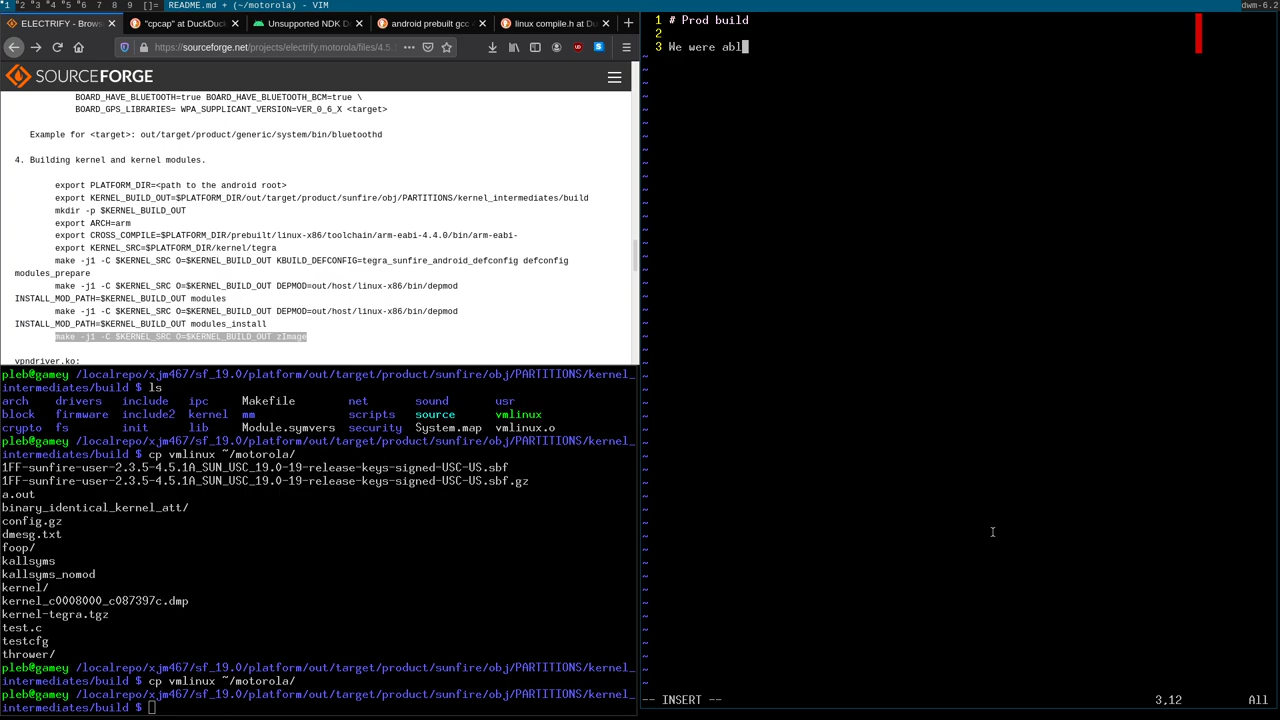 1 2 3 4 5 6 7 8 9 []= README.md + (~/motorola) - VIM dwm-6.2
ELECTRIFY - Brows "cpcap" at DuckDuc Unsupported NDK D android prebuilt gcc 4 linux compile.h at Du
https://sourceforge.net/projects/electrify.motorola/files/4.5.
SOURCEFORGE
BOARD_HAVE_BLUETOOTH=true BOARD_HAVE_BLUETOOTH_BCM=true \
BOARD_GPS_LIBRARIES= WPA_SUPPLICANT_VERSION=VER_0_6_X <target>
Example for <target>: out/target/product/generic/system/bin/bluetoothd
4. Building kernel and kernel modules.
export PLATFORM_DIR=<path to the android root>
export KERNEL_BUILD_OUT=$PLATFORM_DIR/out/target/product/sunfire/obj/PARTITIONS/kernel_intermediates/build
mkdir -p $KERNEL_BUILD_OUT
export ARCH=arm
export CROSS_COMPILE=$PLATFORM_DIR/prebuilt/linux-x86/toolchain/arm-eabi-4.4.0/bin/arm-eabi-
export KERNEL_SRC=$PLATFORM_DIR/kernel/tegra
make -j1 -C $KERNEL_SRC O=$KERNEL_BUILD_OUT KBUILD_DEFCONFIG=tegra_sunfire_android_defconfig defconfig
modules_prepare
make -j1 -C $KERNEL_SRC O=$KERNEL_BUILD_OUT DEPMOD=out/host/linux-x86/bin/depmod
INSTALL_MOD_PATH=$KERNEL_BUILD_OUT modules
make -j1 -C $KERNEL_SRC O=$KERNEL_BUILD_OUT DEPMOD=out/host/linux-x86/bin/depmod
INSTALL_MOD_PATH=$KERNEL_BUILD_OUT modules_install
make -j1 -C $KERNEL_SRC O=$KERNEL_BUILD_OUT zImage
vpndriver.ko:
pleb@gamey /localrepo/xjm467/sf_19.0/platform/out/target/product/sunfire/obj/PARTITIONS/kernel_
intermediates/build $ ls
arch drivers include ipc Makefile net sound usr
block firmware include2 kernel mm scripts source vmlinux
crypto fs init lib Module.symvers security System.map vmlinux.o
pleb@gamey /localrepo/xjm467/sf_19.0/platform/out/target/product/sunfire/obj/PARTITIONS/kernel_
intermediates/build $ cp vmlinux ~/motorola/
1FF-sunfire-user-2.3.5-4.5.1A_SUN_USC_19.0-19-release-keys-signed-USC-US.sbf
1FF-sunfire-user-2.3.5-4.5.1A_SUN_USC_19.0-19-release-keys-signed-USC-US.sbf.gz
a.out
binary_identical_kernel_att/
config.gz
dmesg.txt
foop/
kallsyms
kallsyms_nomod
kernel/
kernel_c0008000_c087397c.dmp
kernel-tegra.tgz
test.c
testcfg
thrower/
pleb@gamey /localrepo/xjm467/sf_19.0/platform/out/target/product/sunfire/obj/PARTITIONS/kernel_
intermediates/build $ cp vmlinux ~/motorola/
pleb@gamey /localrepo/xjm467/sf_19.0/platform/out/target/product/sunfire/obj/PARTITIONS/kernel_
intermediates/build $
1 # Prod build
2
3 We were abl
-- INSERT -- 3,12 All